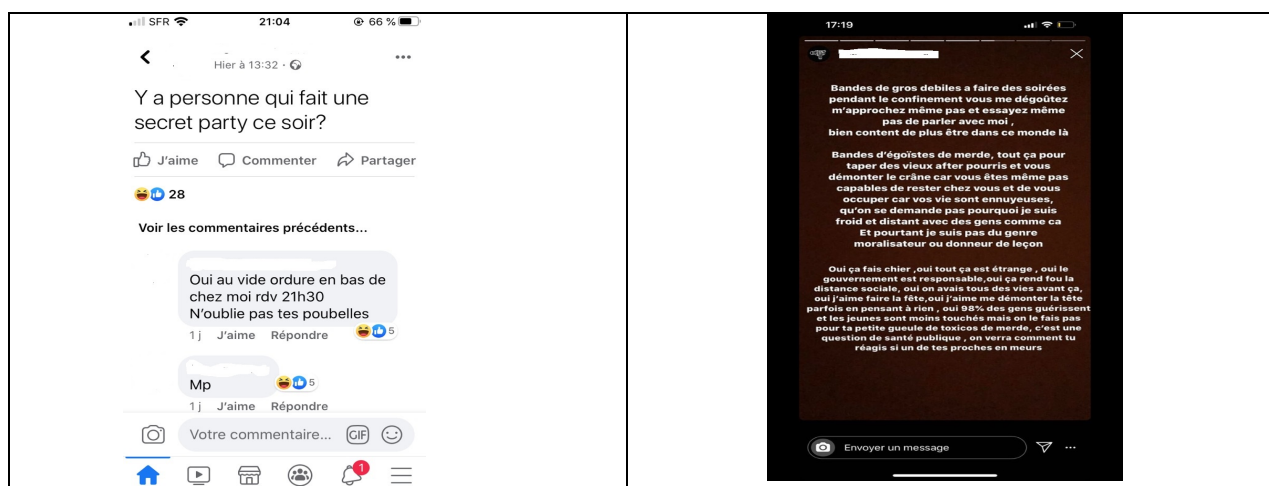 SFR 21:04 66 %
Hier à 13:32
Y a personne qui fait une
secret party ce soir?
J'aime Commenter Partager
28
Voir les commentaires précédents...
Oui au vide ordure en bas de
chez moi rdv 21h30
N'oublie pas tes poubelles
1 j J'aime Répondre 5
Mp 5
1 j J'aime Répondre
Votre commentaire... GIF
1
17:19
Bandes de gros debiles a faire des soirées
pendant le confinement vous me dégoûtez
m'approchez même pas et essayez même
pas de parler avec moi ,
bien content de plus être dans ce monde là
Bandes d'égoïstes de merde, tout ça pour
taper des vieux after pourris et vous
démonter le crâne car vous êtes même pas
capables de rester chez vous et de vous
occuper car vos vie sont ennuyeuses,
qu'on se demande pas pourquoi je suis
froid et distant avec des gens comme ca
Et pourtant je suis pas du genre
moralisateur ou donneur de leçon
Oui ça fais chier ,oui tout ça est étrange , oui le
gouvernement est responsable,oui ça rend fou la
distance sociale, oui on avais tous des vies avant ça,
oui j'aime faire la fête,oui j'aime me démonter la tête
parfois en pensant à rien , oui 98% des gens guérissent
et les jeunes sont moins touchés mais on le fais pas
pour ta petite gueule de toxicos de merde, c'est une
question de santé publique , on verra comment tu
réagis si un de tes proches en meurs
Envoyer un message